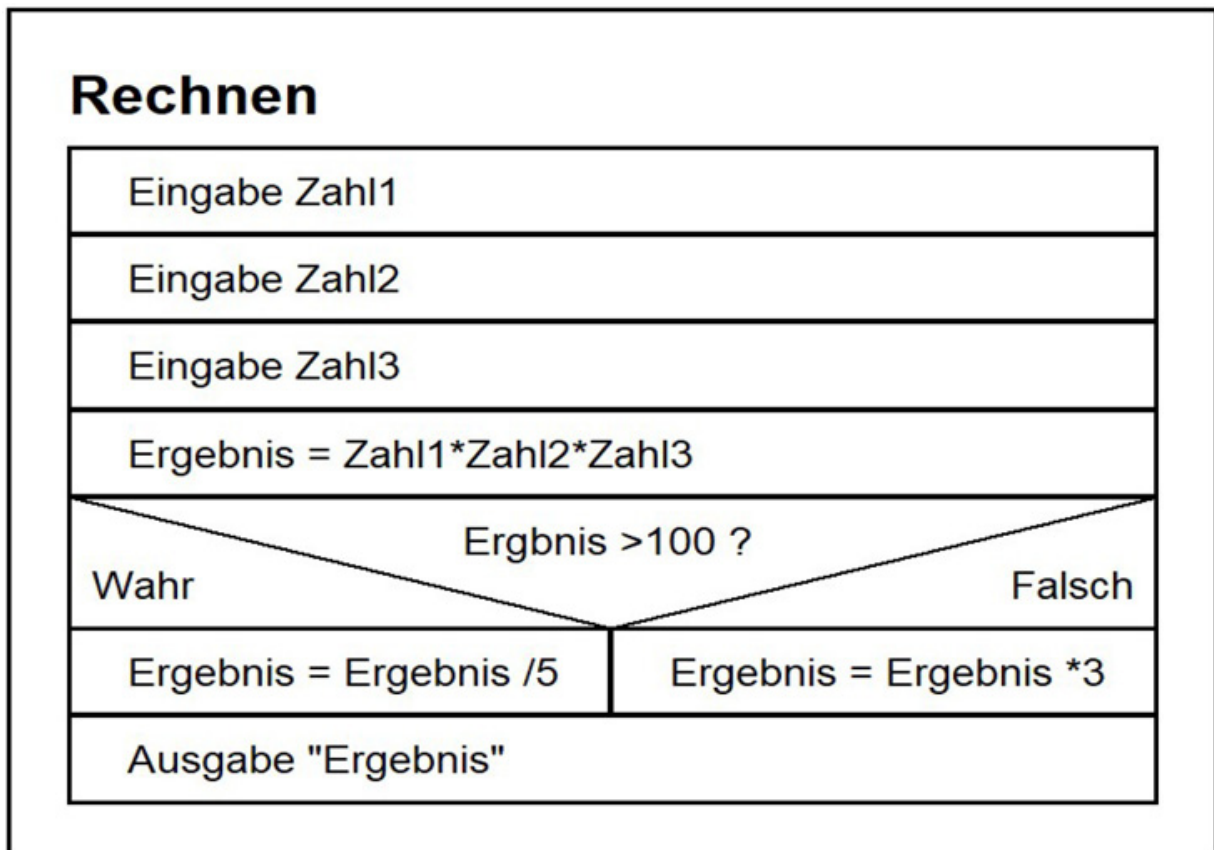 Rechnen
Eingabe Zahl1
Eingabe Zahl2
Eingabe Zahl3
Ergebnis = Zahl1*Zahl2*Zahl3
Ergbnis >100 ?
Wahr
Falsch
Ergebnis = Ergebnis /5
Ergebnis = Ergebnis *3
Ausgabe "Ergebnis"